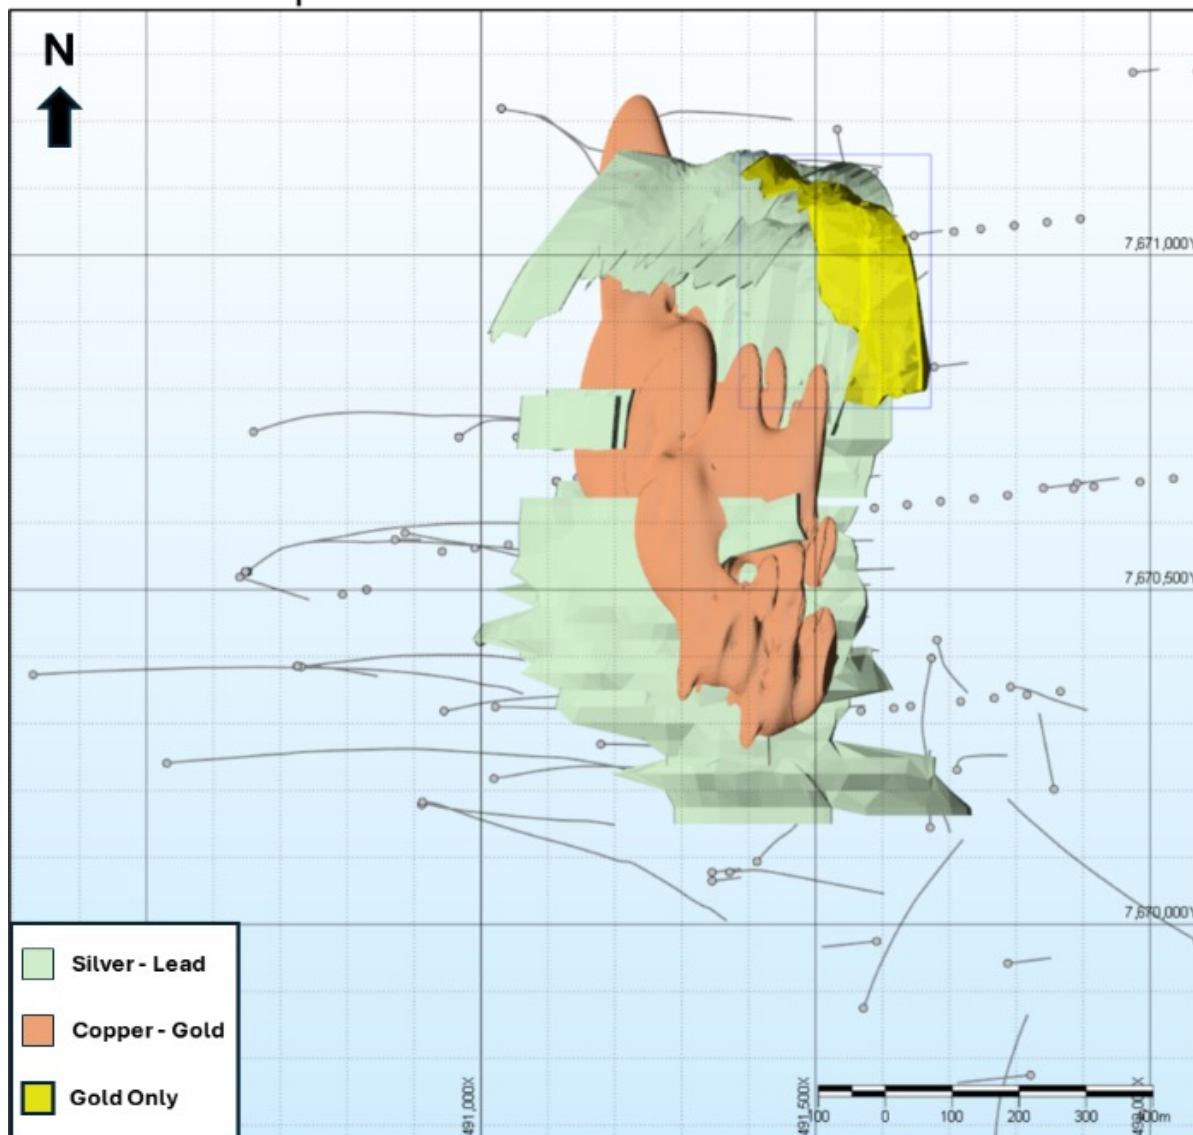 N
7,671,000Y
7,670,500Y
7,670,000Y
Silver - Lead
Copper - Gold
Gold Only
491,000X
491,500X
100 0 100 200 300